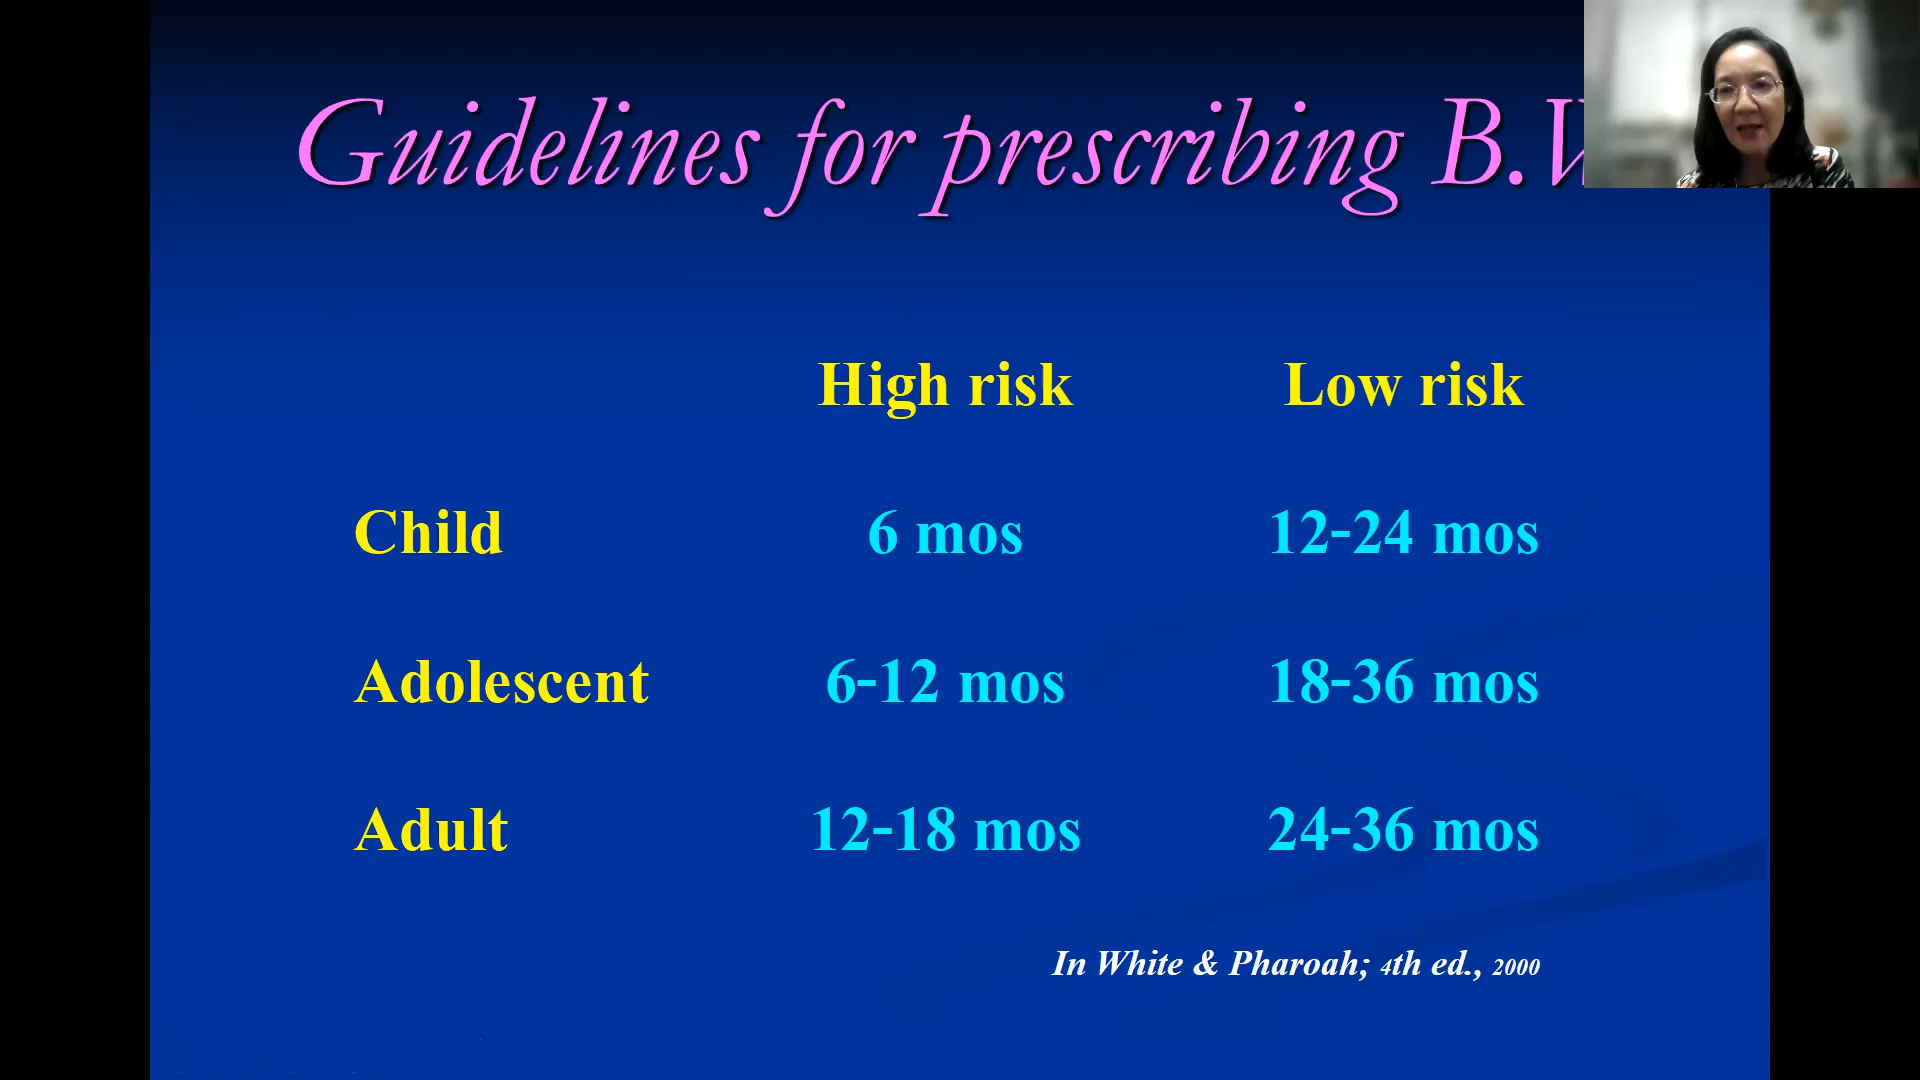 Guidelines for prescribing B.
High risk Low risk
Child 6 mos 12-24 mos
Adolescent 6-12 mos 18-36 mos
Adult 12-18 mos 24-36 mos
In White & Pharoah; 4th ed., 2000